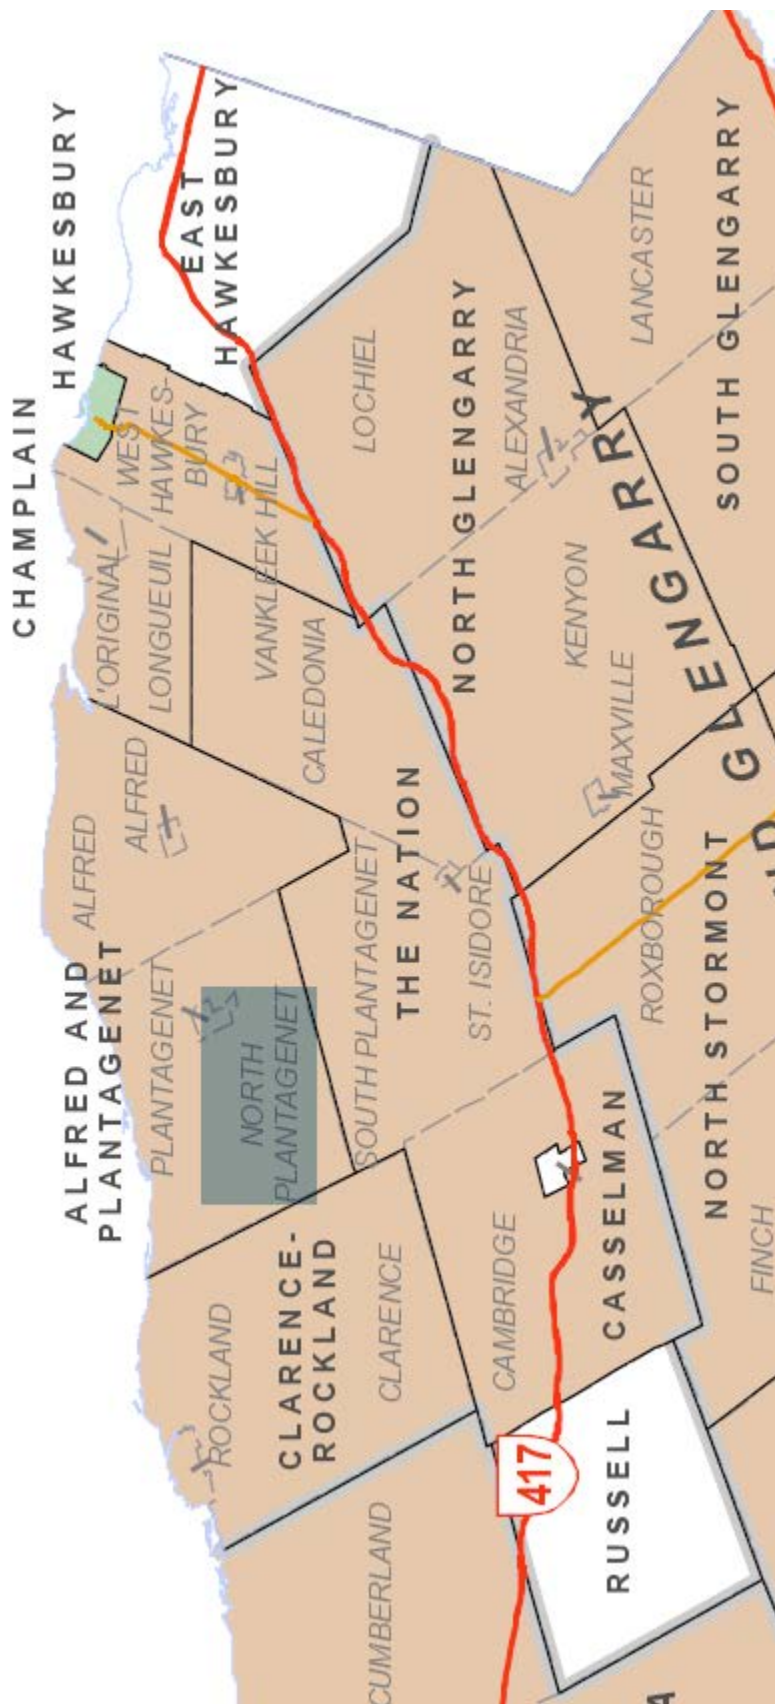 CHAMPLAIN
HAWKESBURY
EAST
HAWKESBURY
WEST
HAWKES-
BURY
VANKLEEK HILL
L'ORIGINAL
LONGUEUIL
CALEDONIA
LOCHIEL
NORTH GLENGARRY
ALEXANDRIA
LANCASTER
SOUTH GLENGARRY
KENYON
MAXVILLE
GLENGARRY
ALFRED
ALFRED
ALFRED AND
PLANTAGENET
PLANTAGENET
NORTH
PLANTAGENET
SOUTH PLANTAGENET
THE NATION
ST. ISIDORE
ROXBOROUGH
NORTH STORMONT
FINCH
CASSELMAN
CAMBRIDGE
CLARENCE-
ROCKLAND
CLARENCE
ROCKLAND
417
RUSSELL
CUMBERLAND